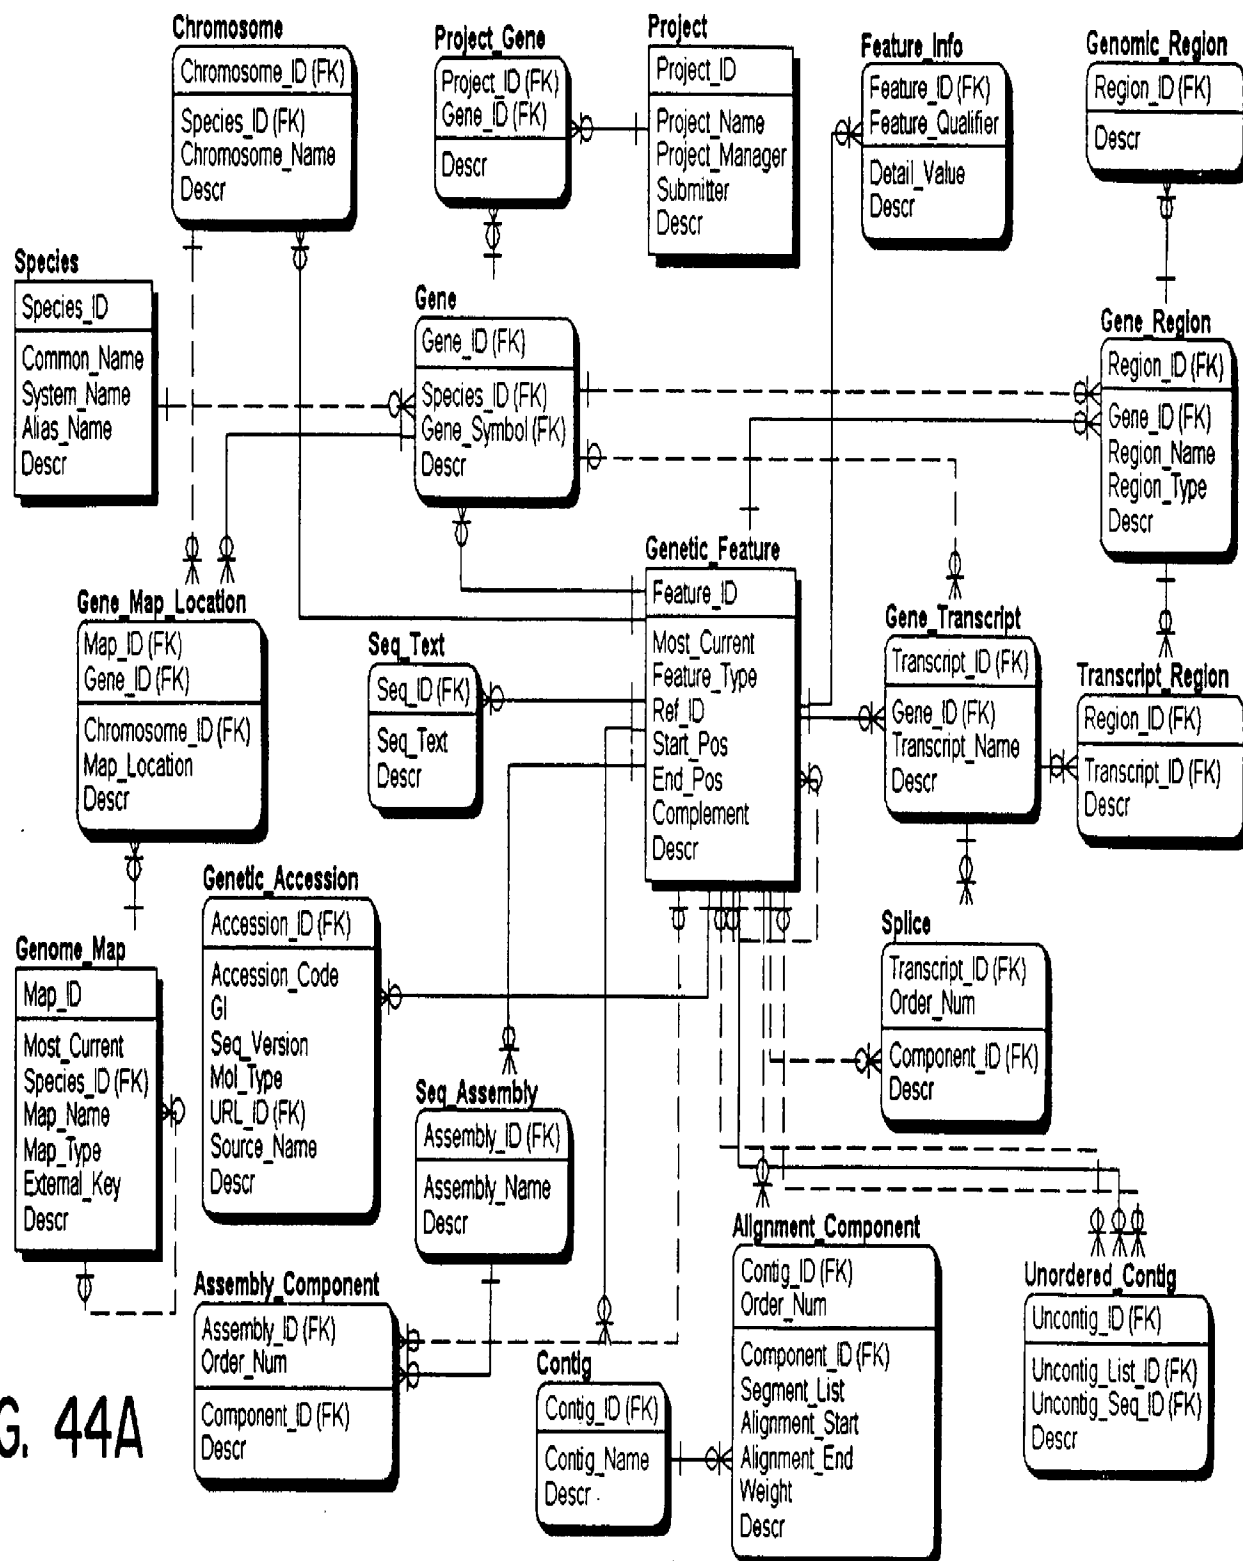 Chromosome
Chromosome_ID (FK)
Species_ID (FK)
Chromosome_Name
Descr
Project_Gene
Project_ID (FK)
Gene_ID (FK)
Descr
Project
Project_ID
Project_Name
Project_Manager
Submitter
Descr
Feature_Info
Feature_ID (FK)
Feature_Qualifier
Detail_Value
Descr
Genomic_Region
Region_ID (FK)
Descr
Species
Species_ID
Common_Name
System_Name
Alias_Name
Descr
Gene
Gene_ID (FK)
Species_ID (FK)
Gene_Symbol (FK)
Descr
Gene_Region
Region_ID (FK)
Gene_ID (FK)
Region_Name
Region_Type
Descr
Gene_Map_Location
Map_ID (FK)
Gene_ID (FK)
Chromosome_ID (FK)
Map_Location
Descr
Seq_Text
Seq_ID (FK)
Seq_Text
Descr
Genetic_Feature
Feature_ID
Most_Current
Feature_Type
Ref_ID
Start_Pos
End_Pos
Complement
Descr
Gene_Transcript
Transcript_ID (FK)
Gene_ID (FK)
Transcript_Name
Descr
Transcript_Region
Region_ID (FK)
Transcript_ID (FK)
Descr
Genome_Map
Map_ID
Most_Current
Species_ID (FK)
Map_Name
Map_Type
External_Key
Descr
Genetic_Accession
Accession_ID (FK)
Accession_Code
GI
Seq_Version
Mol_Type
URL_ID (FK)
Source_Name
Descr
Seq_Assembly
Assembly_ID (FK)
Assembly_Name
Descr
Splice
Transcript_ID (FK)
Order_Num
Component_ID (FK)
Descr
Assembly_Component
Assembly_ID (FK)
Order_Num
Component_ID (FK)
Descr
Contig
Contig_ID (FK)
Contig_Name
Descr
Alignment_Component
Contig_ID (FK)
Order_Num
Component_ID (FK)
Segment_List
Alignment_Start
Alignment_End
Weight
Descr
Unordered_Contig
Uncontig_ID (FK)
Uncontig_List_ID (FK)
Uncontig_Seq_ID (FK)
Descr
G. 44A